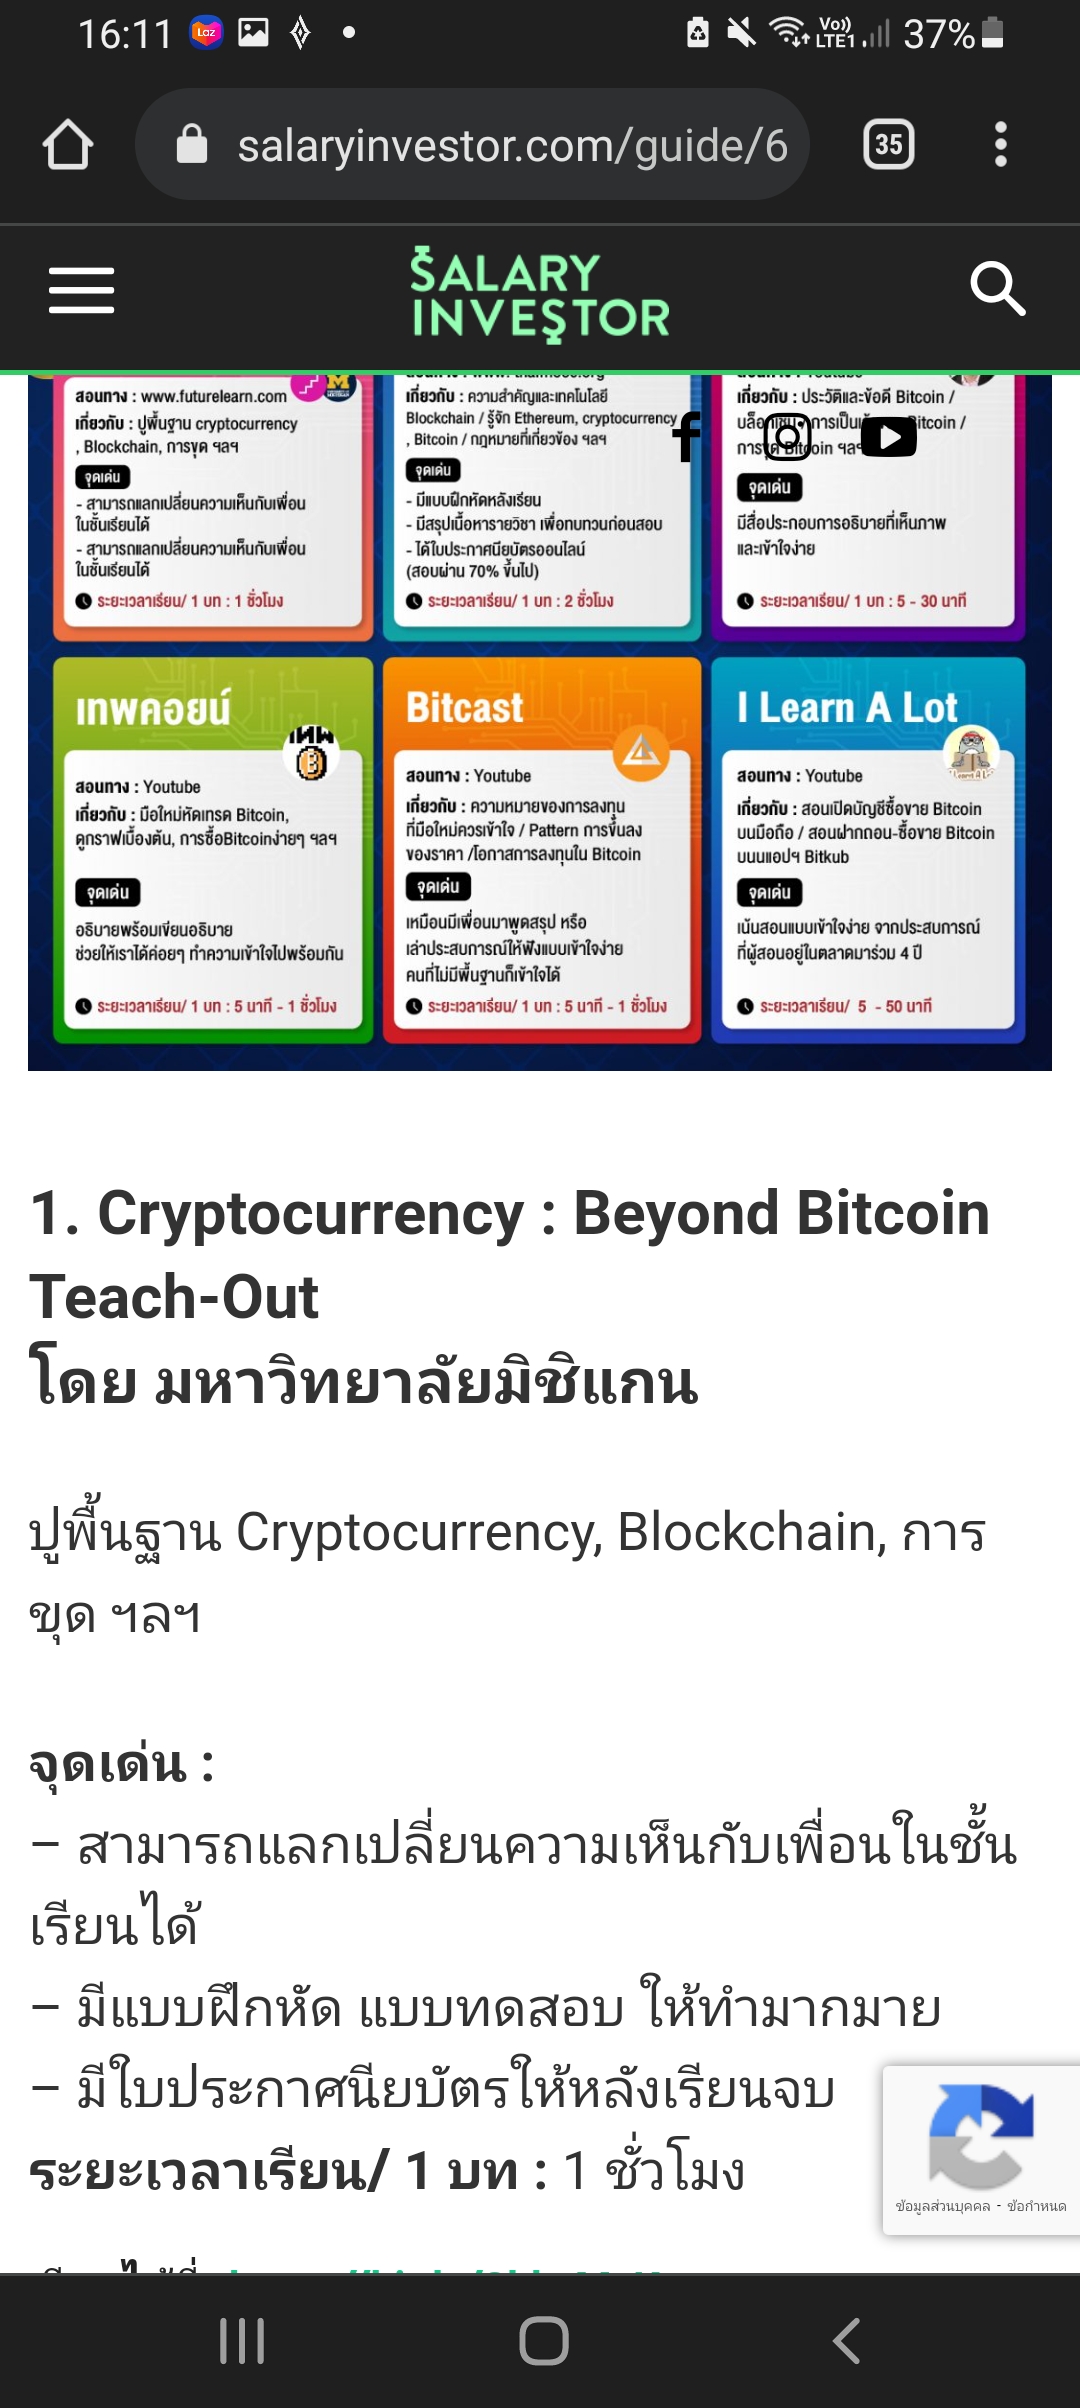 16:11
Vo))
LTE1
37%
salaryinvestor.com/guide/6
35
SALARY
INVESTOR
สอนทาง : www.futurelearn.com
เกี่ยวกับ : ปูพื้นฐาน cryptocurrency
, Blockchain, การขุด ฯลฯ
จุดเด่น
- สามารถแลกเปลี่ยนความเห็นกับเพื่อน
ในชั้นเรียนได้
- สามารถแลกเปลี่ยนความเห็นกับเพื่อน
ในชั้นเรียนได้
ระยะเวลาเรียน/ 1 บท : 1 ชั่วโมง
เกี่ยวกับ : ความสำคัญและเทคโนโลยี
Blockchain / รู้จัก Ethereum, cryptocurrency
, Bitcoin / กฎหมายที่เกี่ยวข้อง ฯลฯ
จุดเด่น
- มีแบบฝึกหัดหลังเรียน
- มีสรุปเนื้อหารายวิชา เพื่อทบทวนก่อนสอบ
- ได้ใบประกาศนียบัตรออนไลน์
(สอบผ่าน 70% ขึ้นไป)
ระยะเวลาเรียน/ 1 บท : 2 ชั่วโมง
เกี่ยวกับ : ประวัติและข้อดี Bitcoin /
จุดเด่น
มีสื่อประกอบการอธิบายที่เห็นภาพ
และเข้าใจง่าย
ระยะเวลาเรียน/ 1 บท : 5 - 30 นาที
เทพคอยน์
สอนทาง : Youtube
เกี่ยวกับ : มือใหม่หัดเทรด Bitcoin,
ดูกราฟเบื้องต้น, การซื้อBitcoinง่ายๆ ฯลฯ
จุดเด่น
อธิบายพร้อมเขียนอธิบาย
ช่วยให้เราได้ค่อยๆ ทำความเข้าใจไปพร้อมกัน
ระยะเวลาเรียน/ 1 บท : 5 นาที - 1 ชั่วโมง
Bitcast
สอนทาง : Youtube
เกี่ยวกับ : ความหมายของการลงทุน
ที่มือใหม่ควรเข้าใจ / Pattern การขึ้นลง
ของราคา /โอกาสการลงทุนใน Bitcoin
จุดเด่น
เหมือนมีเพื่อนมาพูดสรุป หรือ
เล่าประสบการณ์ให้ฟังแบบเข้าใจง่าย
คนที่ไม่มีพื้นฐานก็เข้าใจได้
ระยะเวลาเรียน/ 1 บท : 5 นาที - 1 ชั่วโมง
I Learn A Lot
สอนทาง : Youtube
เกี่ยวกับ : สอนเปิดบัญชีซื้อขาย Bitcoin
บนมือถือ / สอนฝากถอน-ซื้อขาย Bitcoin
บนแอปฯ Bitkub
จุดเด่น
เน้นสอนแบบเข้าใจง่าย จากประสบการณ์
ที่ผู้สอนอยู่ในตลาดมาร่วม 4 ปี
ระยะเวลาเรียน/ 5 - 50 นาที
1. Cryptocurrency : Beyond Bitcoin
Teach-Out
โดย มหาวิทยาลัยมิชิแกน
ปูพื้นฐาน Cryptocurrency, Blockchain, การ
ขุด ฯลฯ
จุดเด่น :
– สามารถแลกเปลี่ยนความเห็นกับเพื่อนในชั้น
เรียนได้
– มีแบบฝึกหัด แบบทดสอบ ให้ทำมากมาย
– มีใบประกาศนียบัตรให้หลังเรียนจบ
ระยะเวลาเรียน/ 1 บท : 1 ชั่วโมง
ข้อมูลส่วนบุคคล - ข้อกำหนด